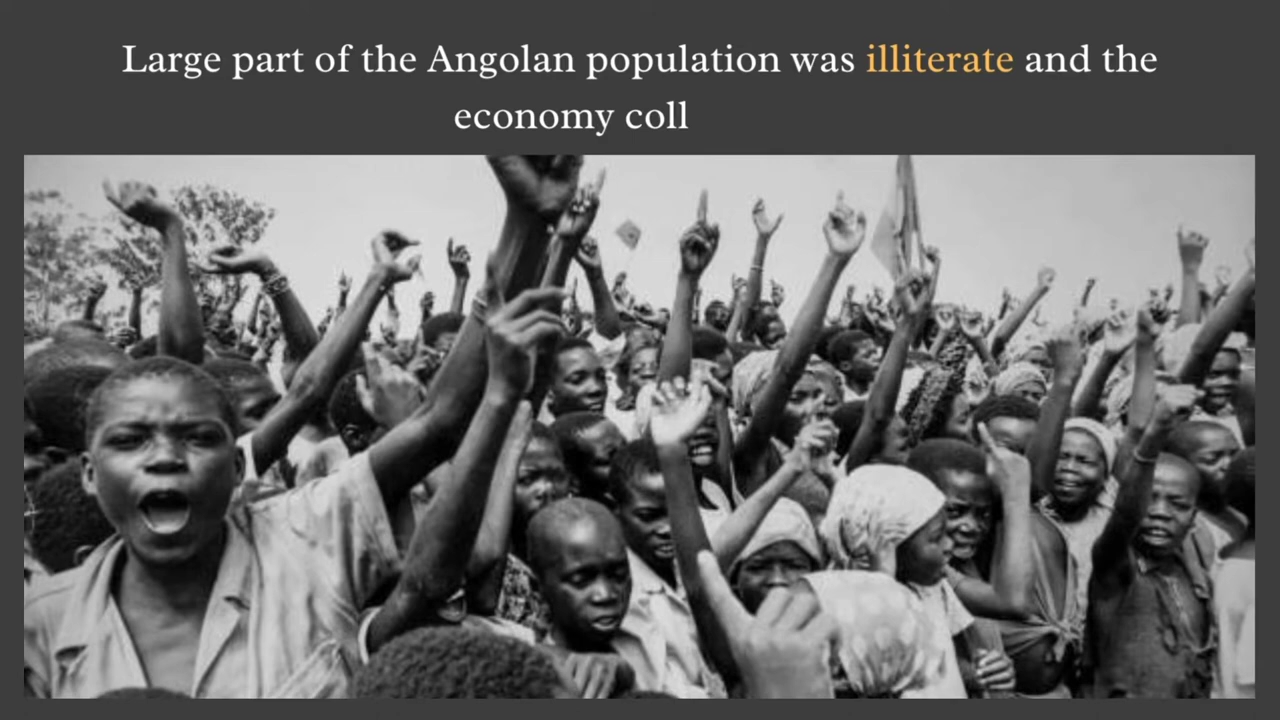 Large part of the Angolan population was illiterate and the
economy coll